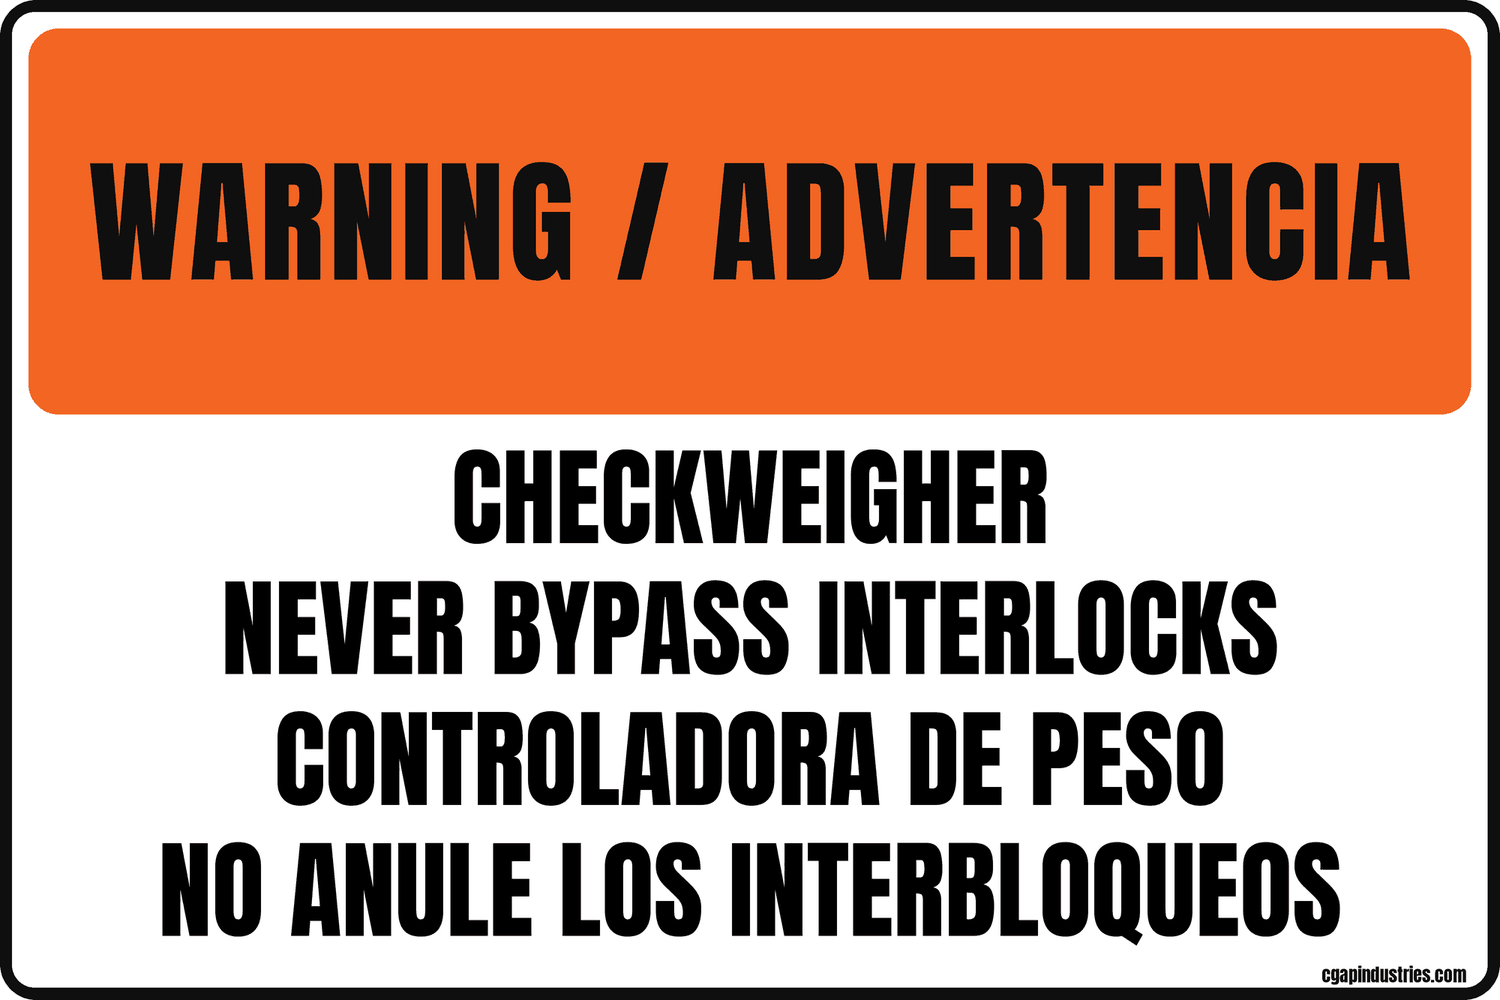 WARNING / ADVERTENCIA
CHECKWEIGHER
NEVER BYPASS INTERLOCKS
CONTROLADORA DE PESO
NO ANULE LOS INTERBLOQUEOS
cgapindustries.com